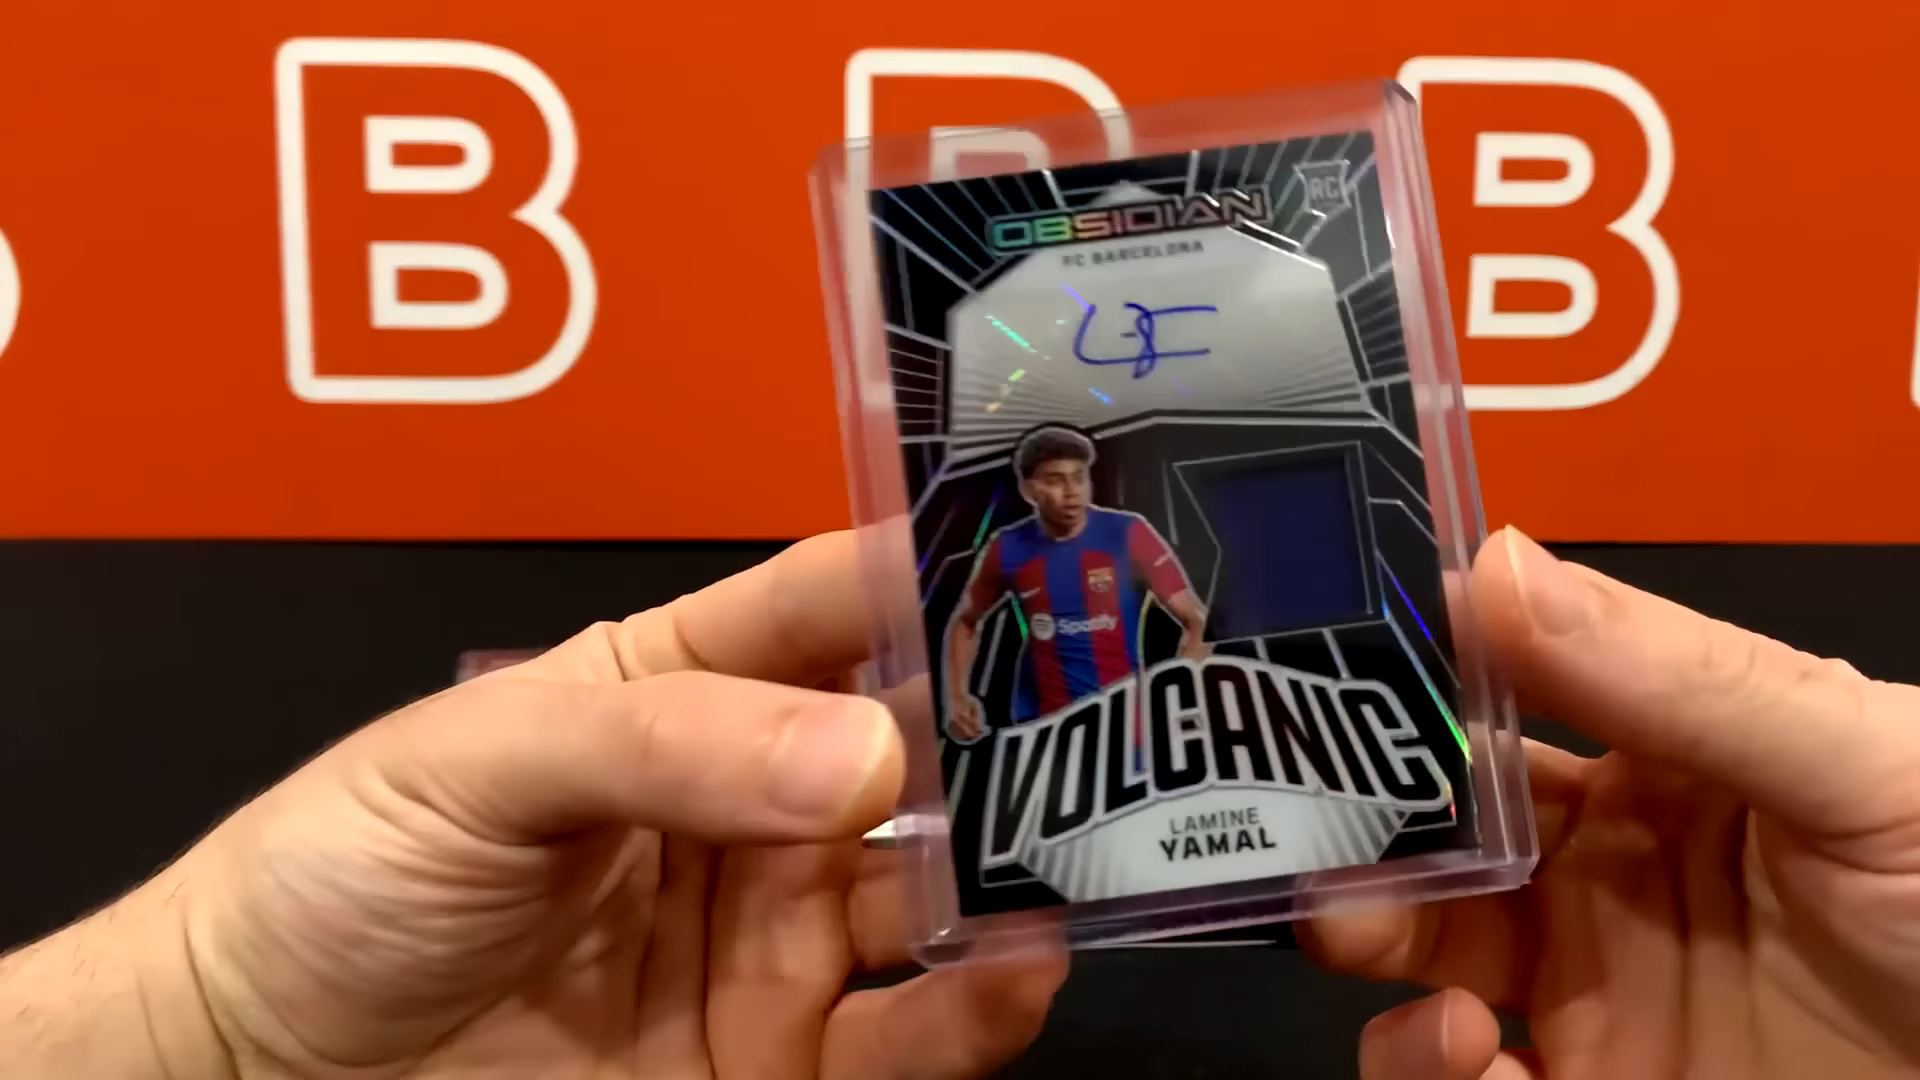 B B B
RC
OBSIDIAN
FC BARCELONA
Spotify
VOLCANIC
LAMINE
YAMAL